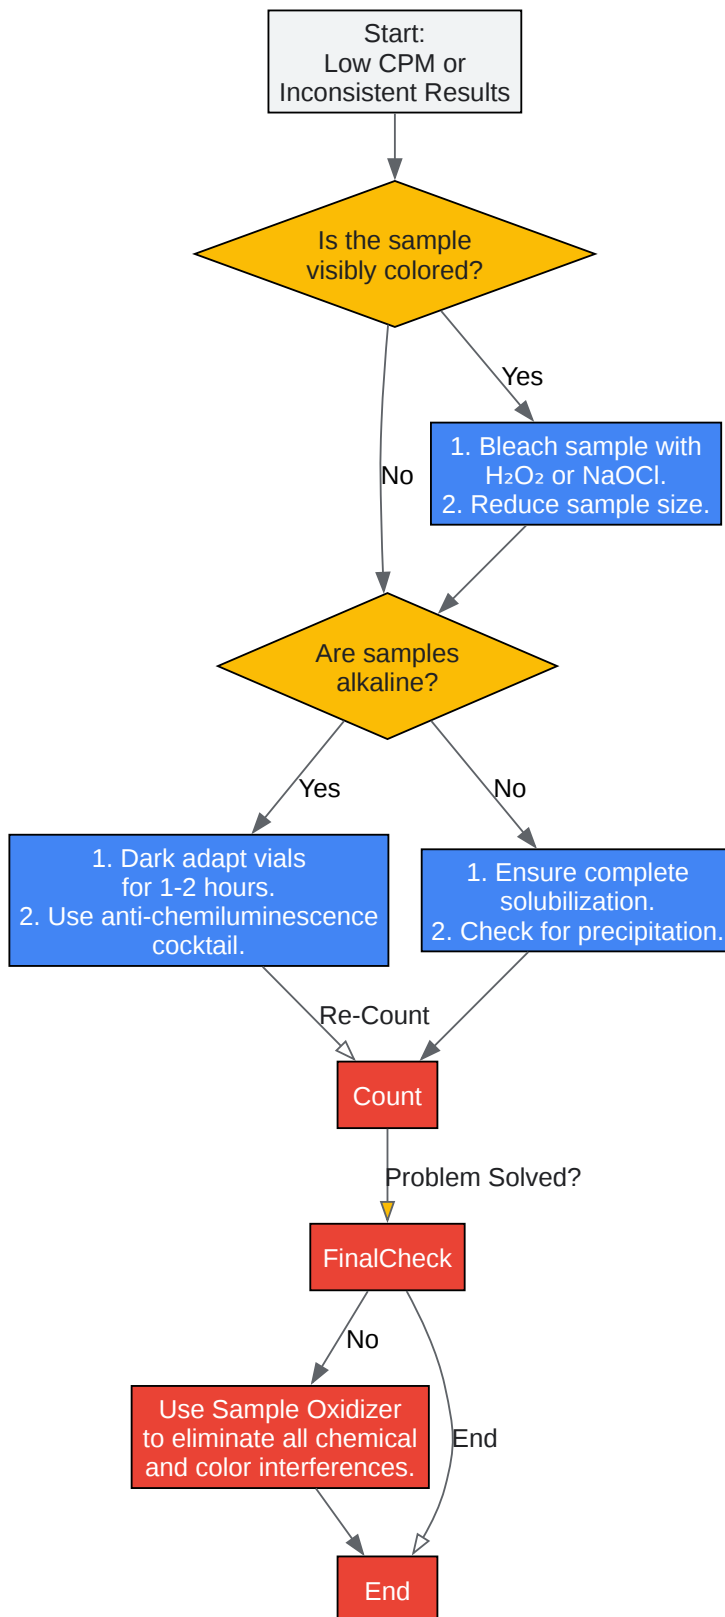 Start:
Low CPM or
Inconsistent Results
Is the sample
visibly colored?
Yes
1. Bleach sample with
H₂O₂ or NaOCl.
2. Reduce sample size.
No
Are samples
alkaline?
Yes
No
1. Dark adapt vials
for 1-2 hours.
2. Use anti-chemiluminescence
cocktail.
1. Ensure complete
solubilization.
2. Check for precipitation.
Re-Count
Count
Problem Solved?
FinalCheck
No
Use Sample Oxidizer
to eliminate all chemical
and color interferences.
End
End